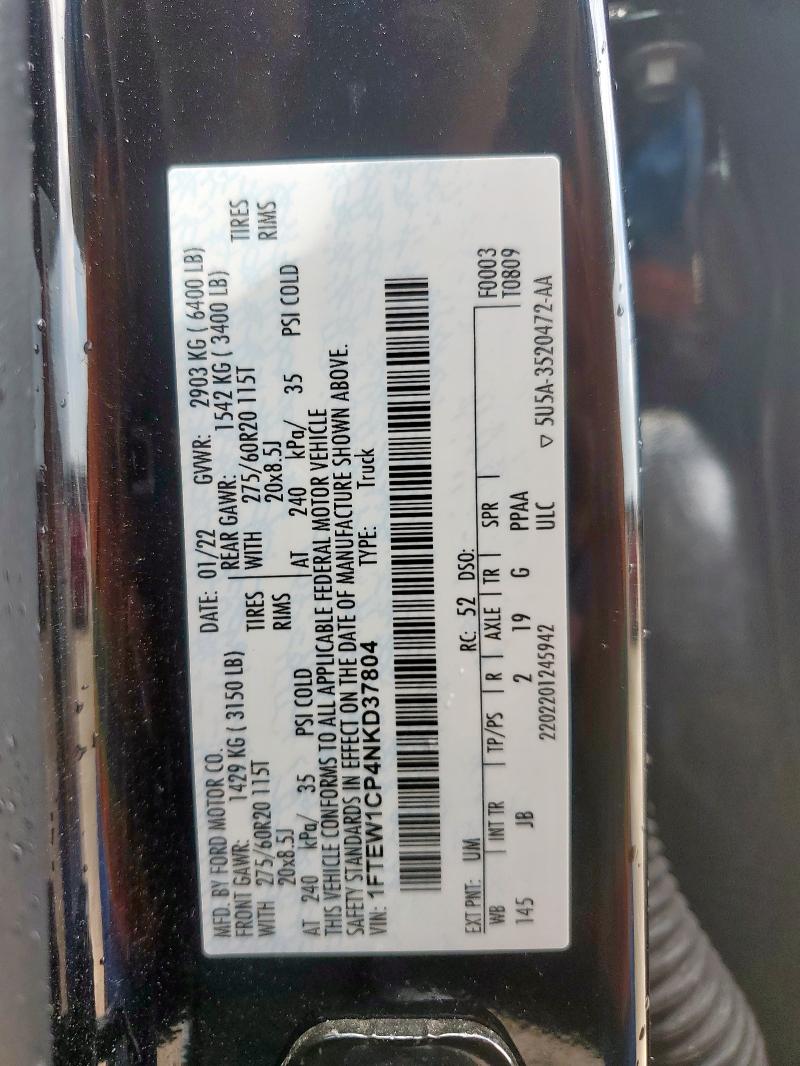 MFD. BY FORD MOTOR CO. DATE: 01/22 GVWR: 2903 KG ( 6400 LB)
FRONT GAWR: 1429 KG ( 3150 LB) REAR GAWR: 1542 KG ( 3400 LB)
WITH 275/60R20 115T TIRES WITH 275/60R20 115T TIRES
20x8.5J RIMS 20x8.5J RIMS
AT 240 kPa/ 35 PSI COLD AT 240 kPa/ 35 PSI COLD
THIS VEHICLE CONFORMS TO ALL APPLICABLE FEDERAL MOTOR VEHICLE
SAFETY STANDARDS IN EFFECT ON THE DATE OF MANUFACTURE SHOWN ABOVE.
VIN: 1FTEW1CP4NKD37804 TYPE: Truck
EXT PNT: UM RC: 52 DSO: F0003
WB INT TR TP/PS R AXLE TR SPR T0809
145 JB 2 19 G PPAA
ULC
2202201245942 ▽ 5U5A-3520472-AA